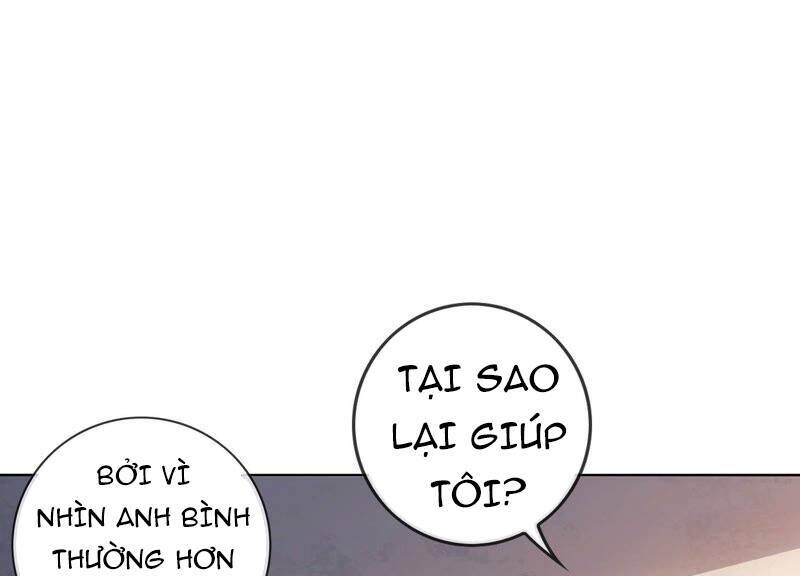 TẠI SAO
LẠI GIÚP
TÔI?
BỞI VÌ
NHÌN ANH BÌNH
THƯỜNG HƠN